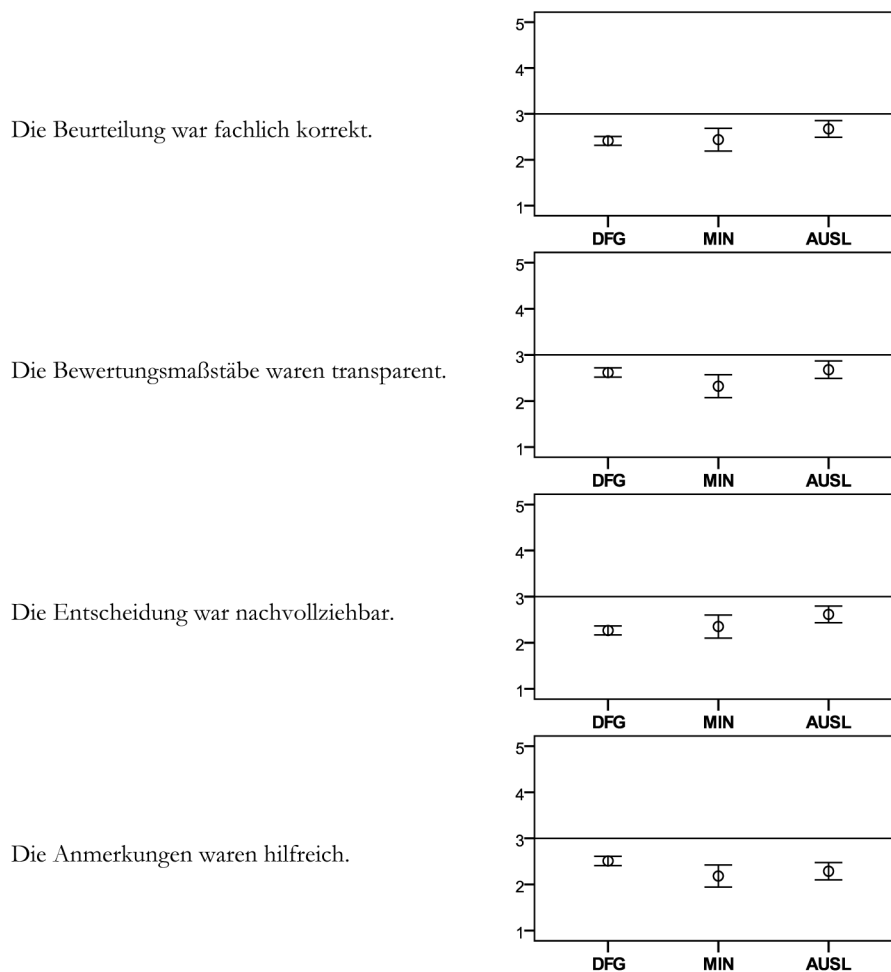 5
4
Die Beurteilung war fachlich korrekt.
3
2
1
DFG MIN AUSL
5
4
Die Bewertungsmaßstäbe waren transparent.
3
2
1
DFG MIN AUSL
5
4
Die Entscheidung war nachvollziehbar.
3
2
1
DFG MIN AUSL
5
4
Die Anmerkungen waren hilfreich.
3
2
1
DFG MIN AUSL